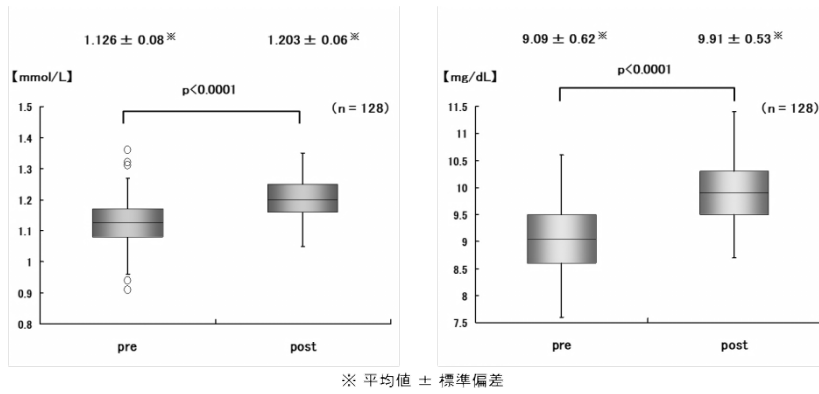 1.126 ± 0.08※ 1.203 ± 0.06※
【mmol/L】
p<0.0001
(n = 128)
1.5
1.4
1.3
1.2
1.1
1
0.9
0.8
pre post
9.09 ± 0.62※ 9.91 ± 0.53※
【mg/dL】
p<0.0001
(n = 128)
11.5
11
10.5
10
9.5
9
8.5
8
7.5
pre post
※ 平均値 ± 標準偏差